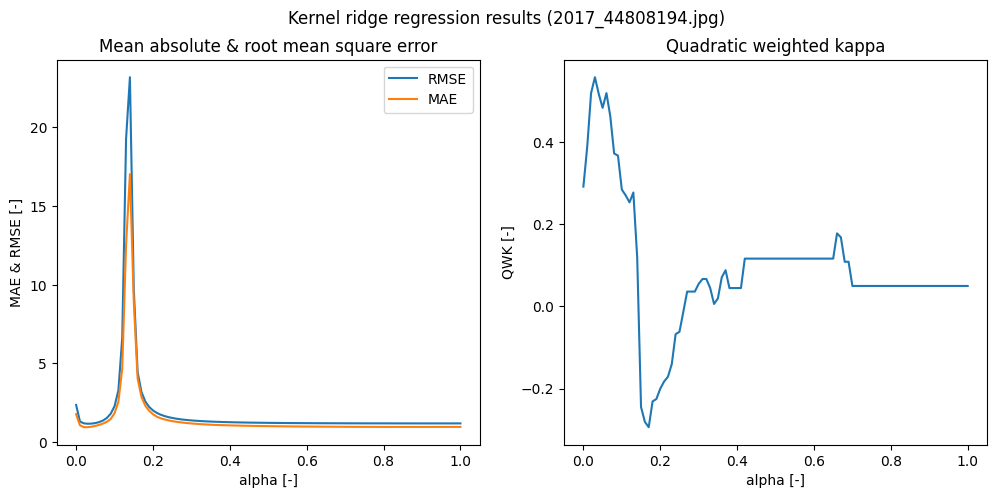 Kernel ridge regression results (2017_44808194.jpg)
Mean absolute & root mean square error
RMSE
MAE
20
15
10
5
0
MAE & RMSE [-]
0.0 0.2 0.4 0.6 0.8 1.0
alpha [-]
Quadratic weighted kappa
0.4
0.2
0.0
−0.2
QWK [-]
0.0 0.2 0.4 0.6 0.8 1.0
alpha [-]